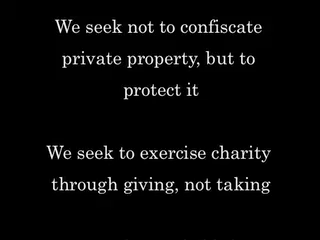 We seek not to confiscate
private property, but to
protect it
We seek to exercise charity
through giving, not taking